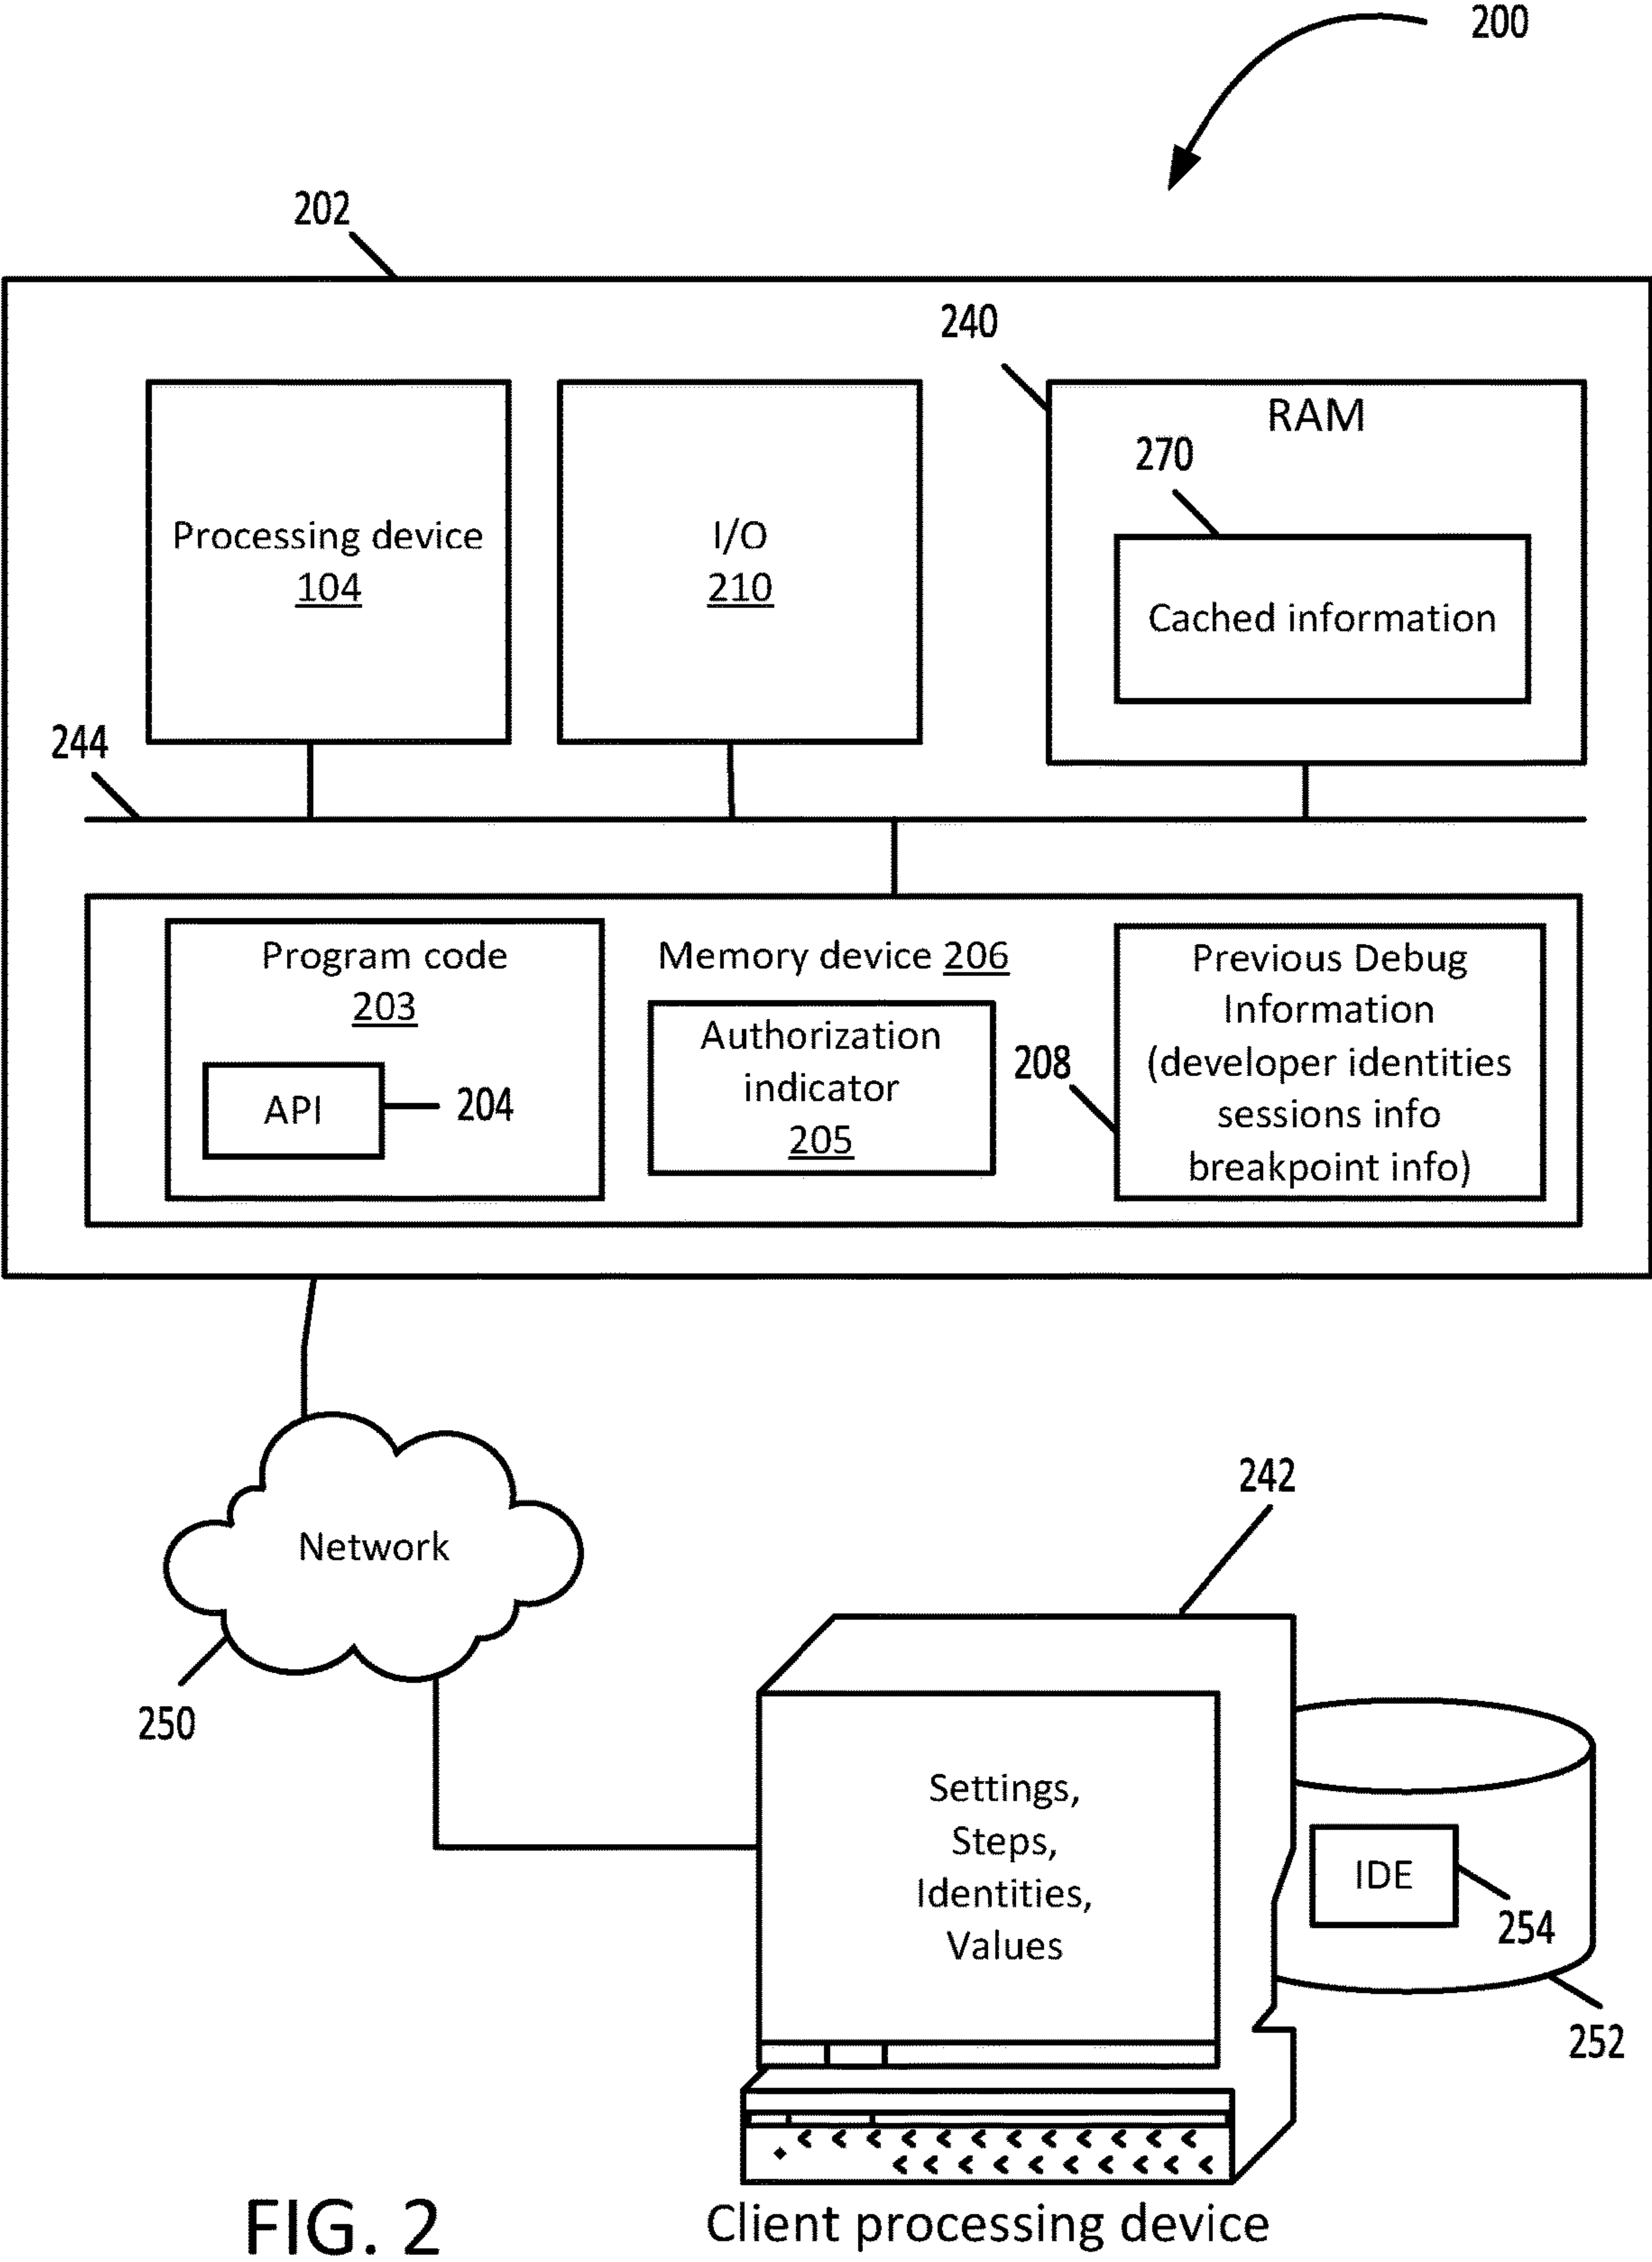 200
202
240
RAM
270
Processing device
104
I/O
210
Cached information
244
Program code
203
API
204
Memory device 206
Authorization
indicator
205
208
Previous Debug
Information
(developer identities
sessions info
breakpoint info)
Network
250
242
Settings,
Steps,
Identities,
Values
IDE
254
252
Client processing device
FIG. 2